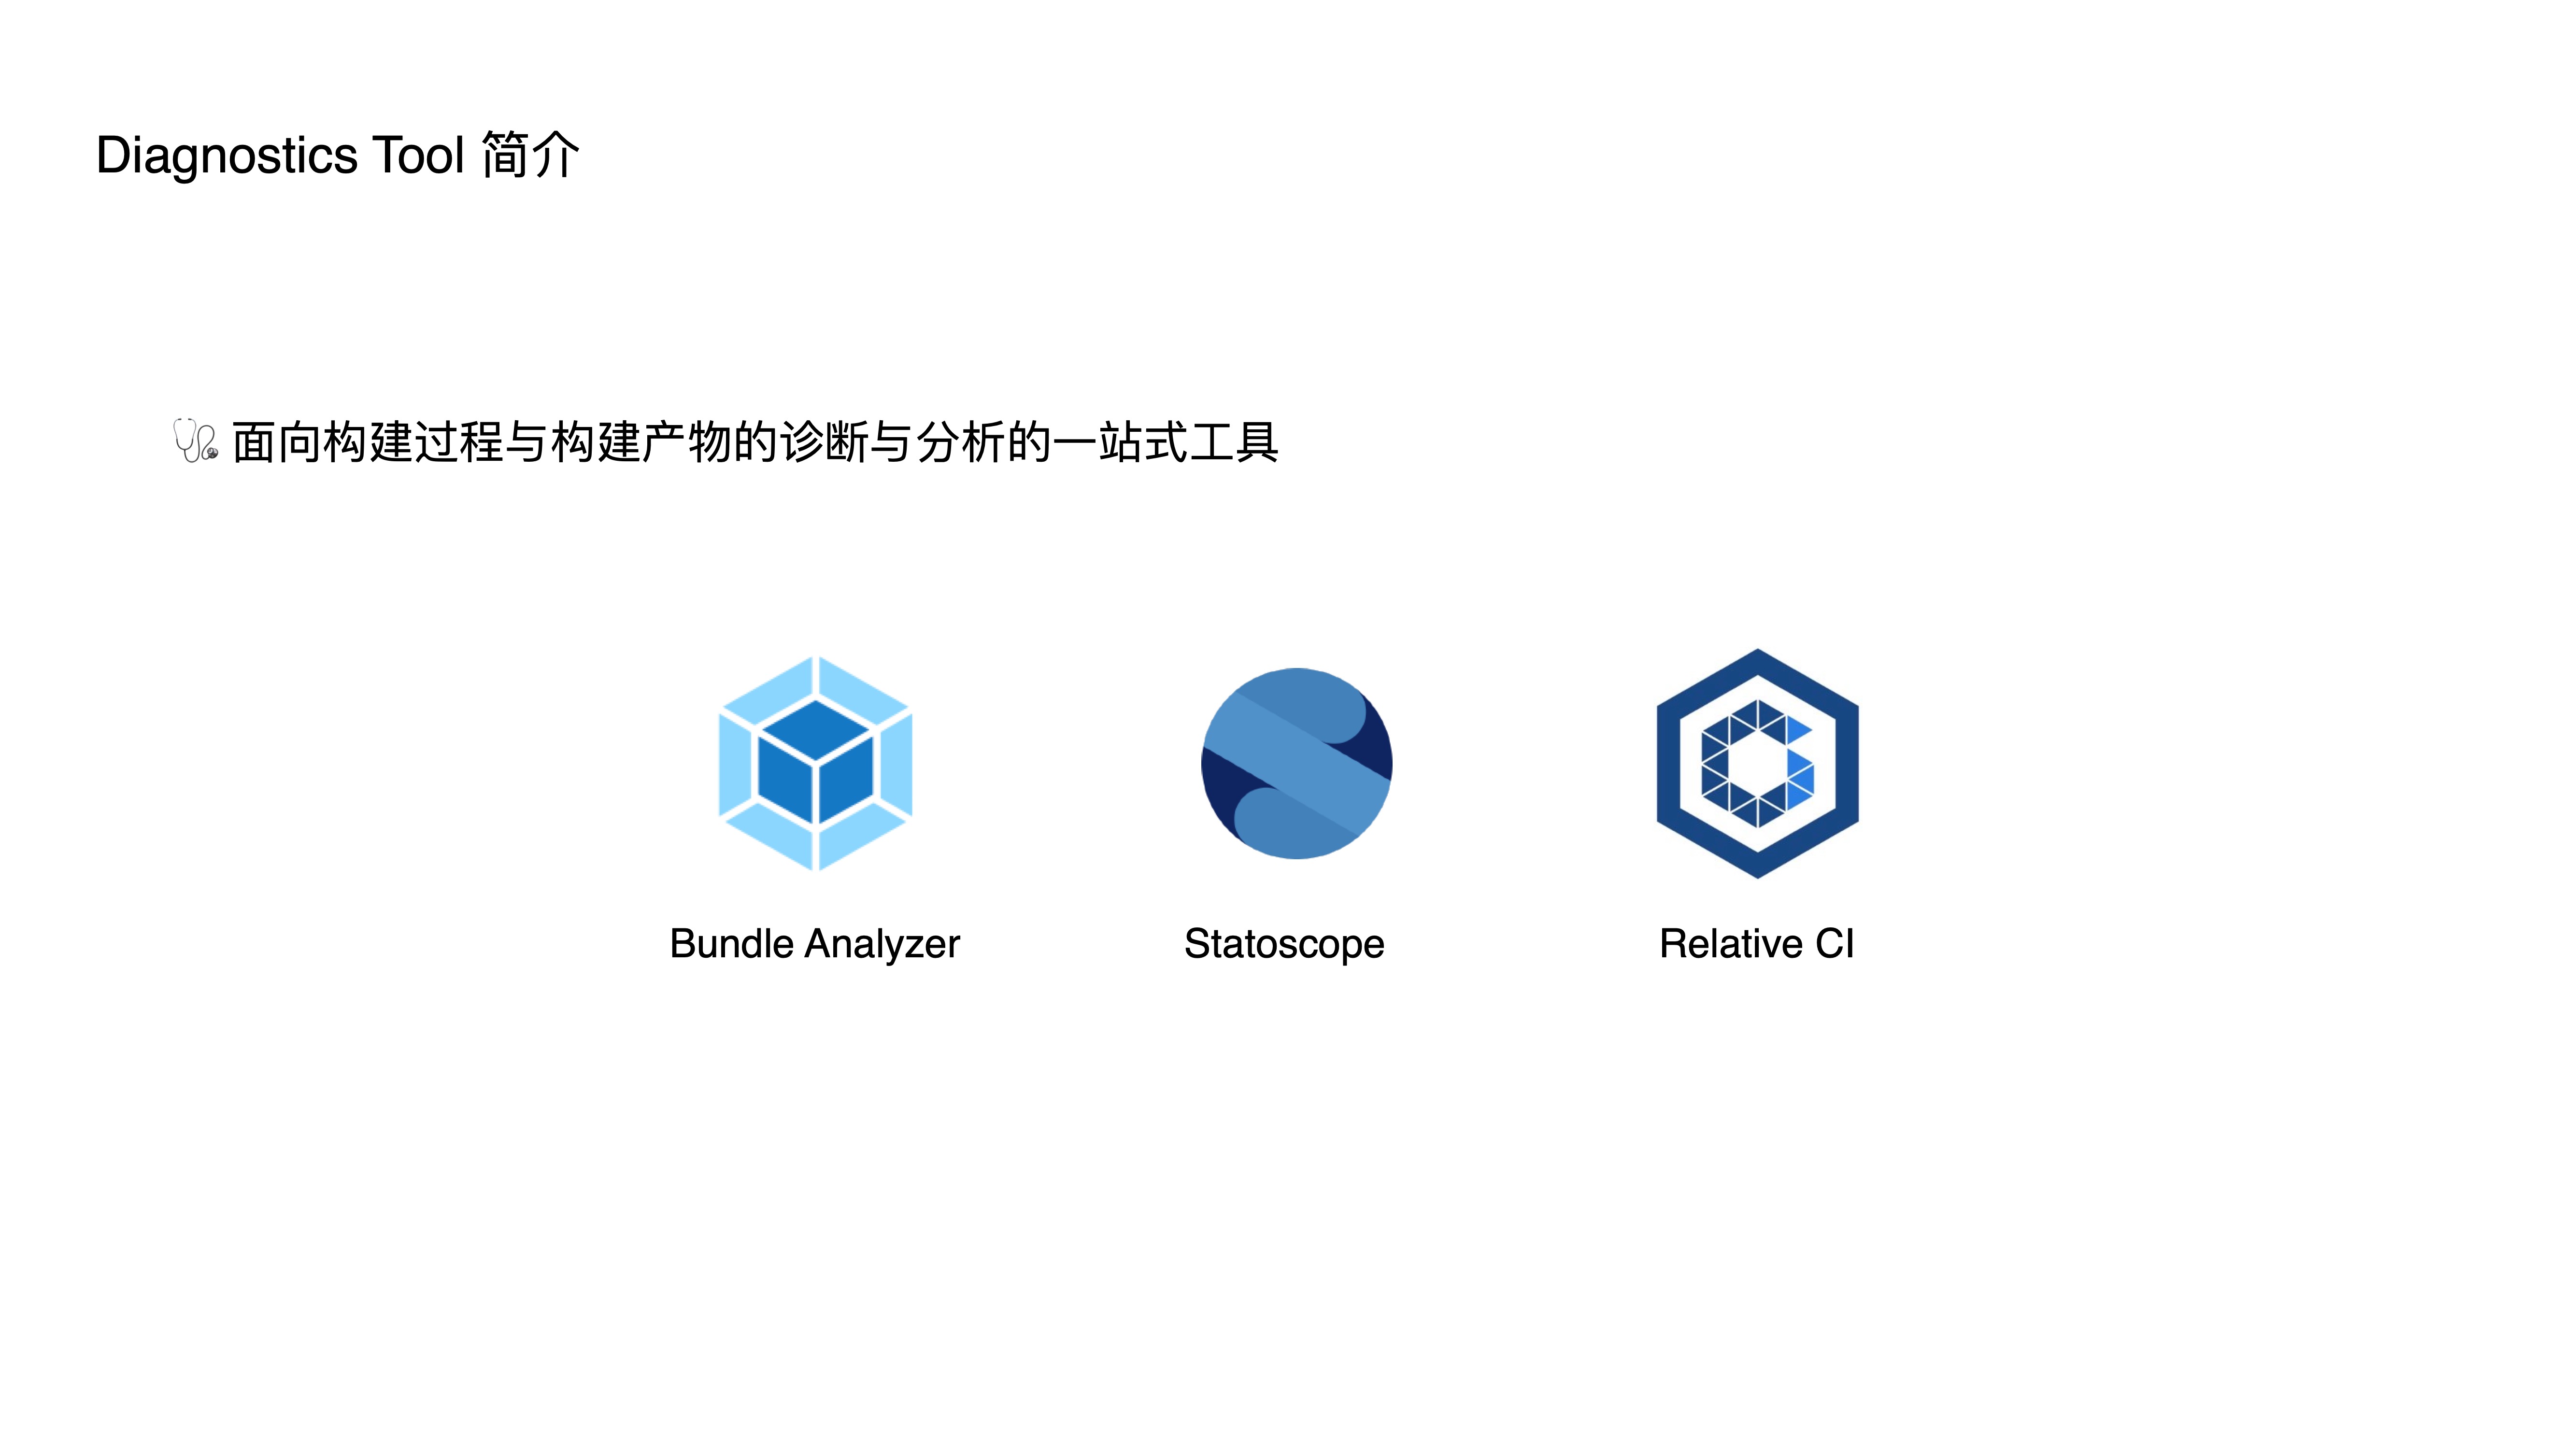 Diagnostics Tool 简介
🩺 面向构建过程与构建产物的诊断与分析的一站式工具
Bundle Analyzer
Statoscope
Relative CI